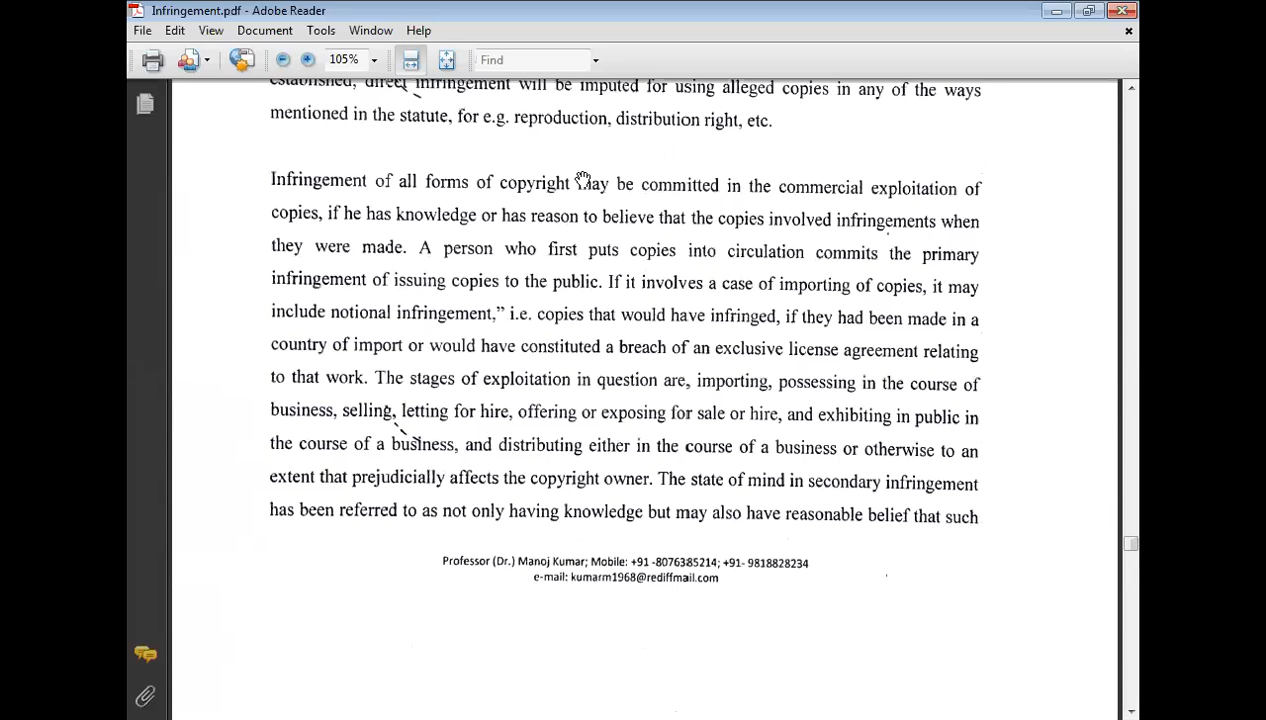 Infringement.pdf - Adobe Reader
File Edit View Document Tools Window Help
105% Find
established, direct infringement will be imputed for using alleged copies in any of the ways
mentioned in the statute, for e.g. reproduction, distribution right, etc.
Infringement of all forms of copyright may be committed in the commercial exploitation of
copies, if he has knowledge or has reason to believe that the copies involved infringements when
they were made. A person who first puts copies into circulation commits the primary
infringement of issuing copies to the public. If it involves a case of importing of copies, it may
include notional infringement,” i.e. copies that would have infringed, if they had been made in a
country of import or would have constituted a breach of an exclusive license agreement relating
to that work. The stages of exploitation in question are, importing, possessing in the course of
business, selling, letting for hire, offering or exposing for sale or hire, and exhibiting in public in
the course of a business, and distributing either in the course of a business or otherwise to an
extent that prejudicially affects the copyright owner. The state of mind in secondary infringement
has been referred to as not only having knowledge but may also have reasonable belief that such
Professor (Dr.) Manoj Kumar; Mobile: +91 -8076385214; +91- 9818828234
e-mail: kumarm1968@rediffmail.com